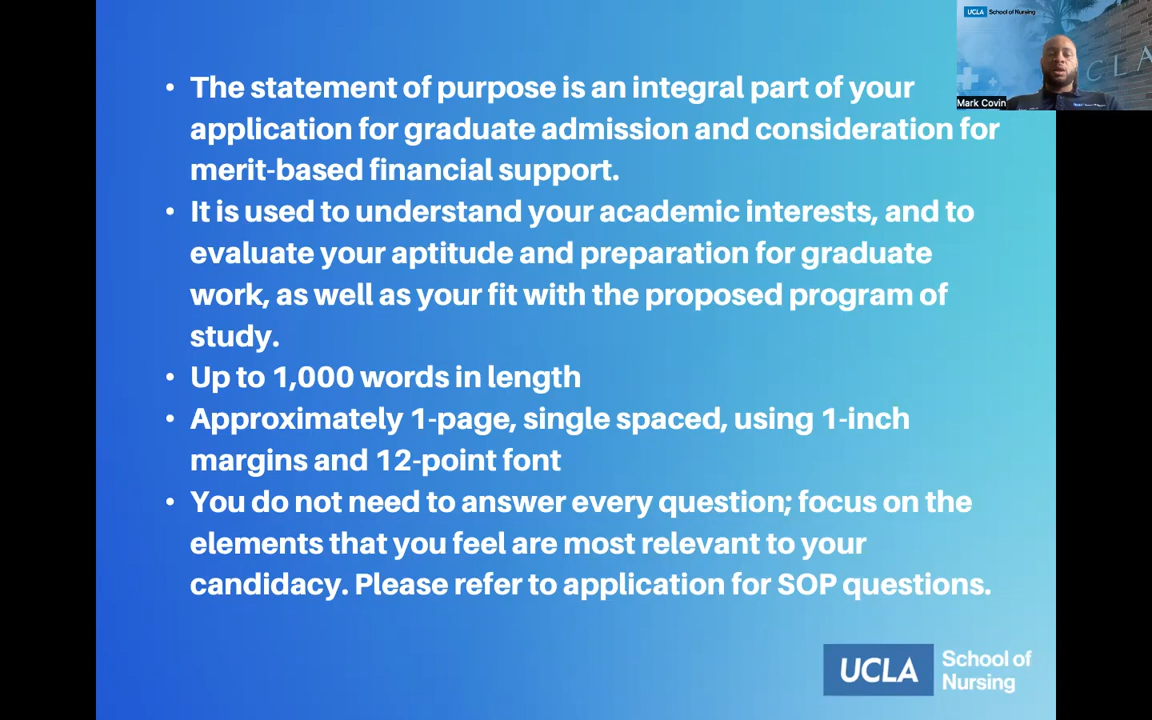 UCLA School of Nursing
CLA
Mark Covin
• The statement of purpose is an integral part of your
application for graduate admission and consideration for
merit-based financial support.
• It is used to understand your academic interests, and to
evaluate your aptitude and preparation for graduate
work, as well as your fit with the proposed program of
study.
• Up to 1,000 words in length
• Approximately 1-page, single spaced, using 1-inch
margins and 12-point font
• You do not need to answer every question; focus on the
elements that you feel are most relevant to your
candidacy. Please refer to application for SOP questions.
UCLA School of
Nursing